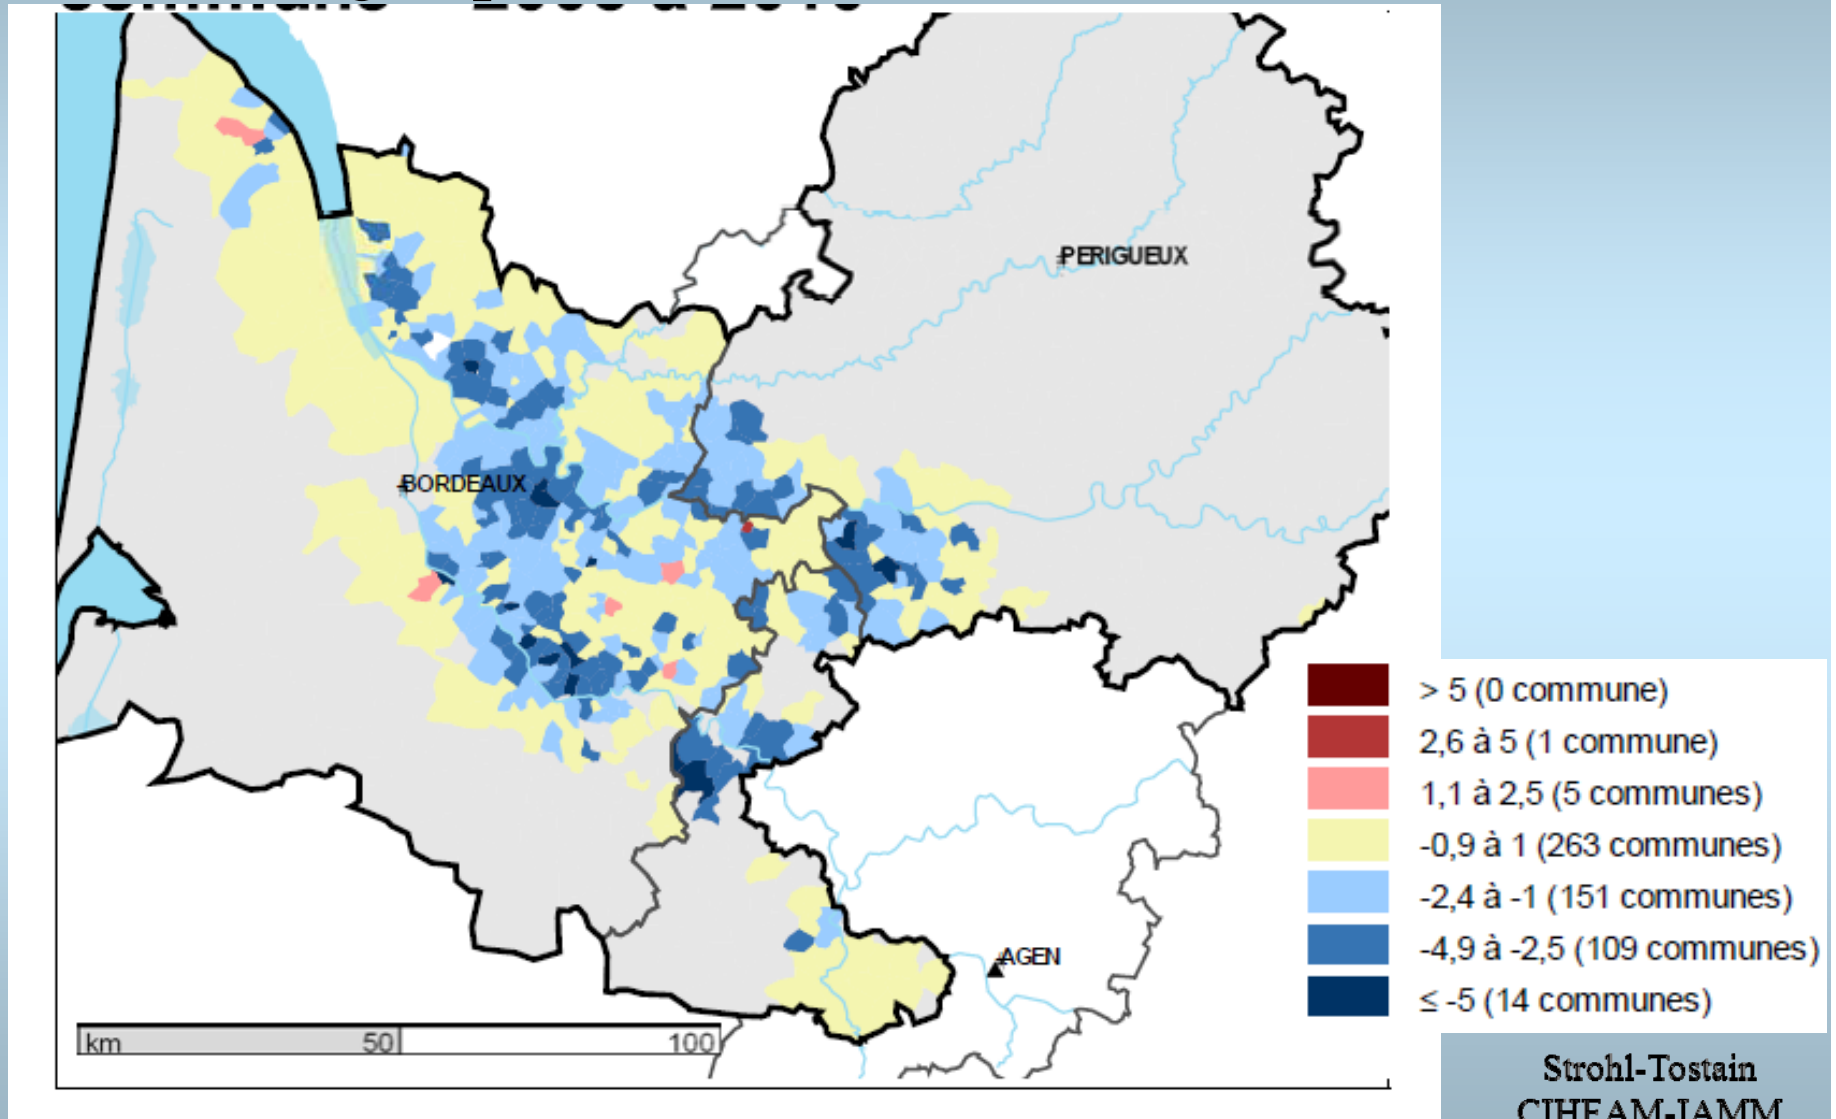 PERIGUEUX
BORDEAUX
> 5 (0 commune)
2,6 à 5 (1 commune)
1,1 à 2,5 (5 communes)
-0,9 à 1 (263 communes)
-2,4 à -1 (151 communes)
-4,9 à -2,5 (109 communes)
≤ -5 (14 communes)
AGEN
km 50 100
Strohl-Tostain
CIHEAM-IAMM